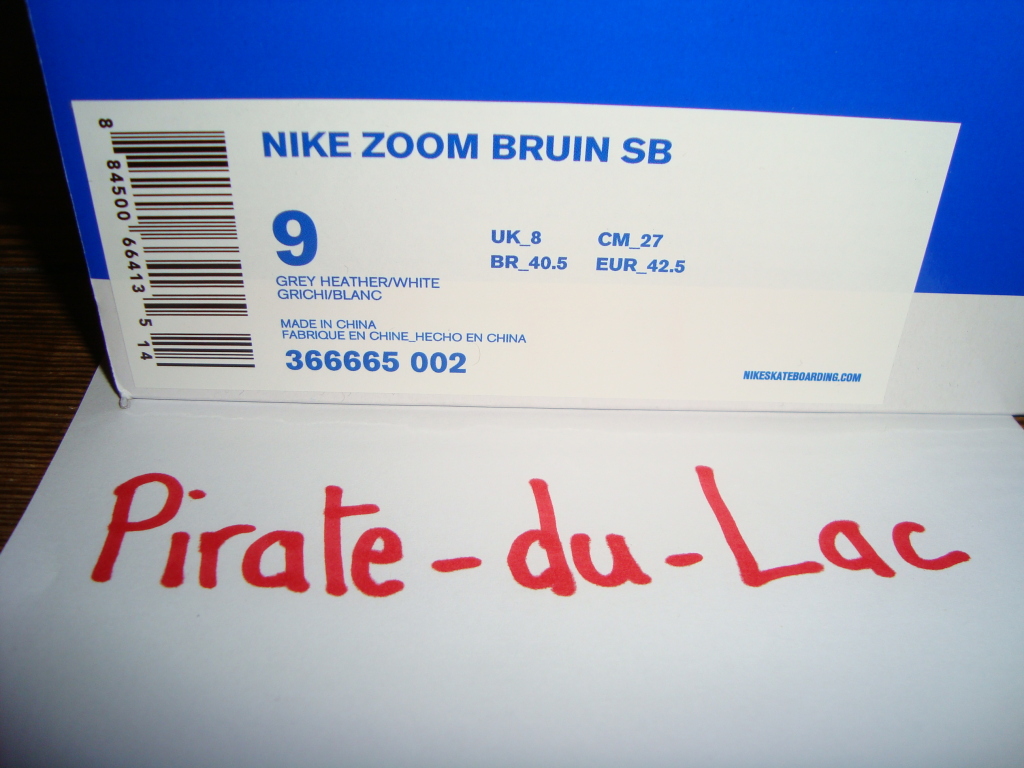 NIKE ZOOM BRUIN SB
9
UK_8 CM_27
BR_40.5 EUR_42.5
GREY HEATHER/WHITE
GRICHI/BLANC
MADE IN CHINA
FABRIQUE EN CHINE_HECHO EN CHINA
366665 002
NIKESKATEBOARDING.COM
8 84500 66413 5 14
Pirate-du-Lac